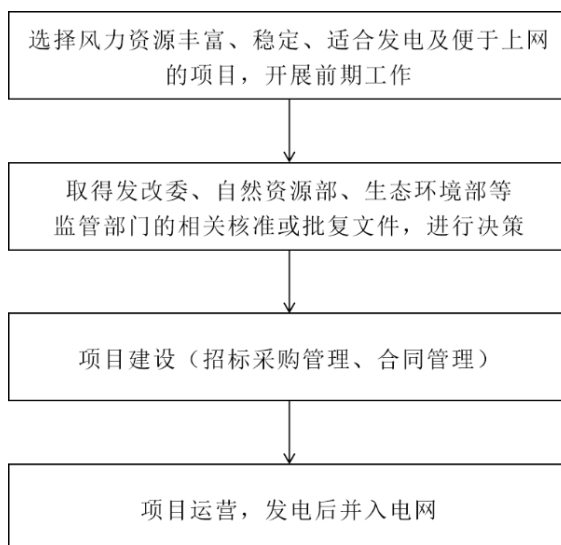 选择风力资源丰富、稳定、适合发电及便于上网
的项目，开展前期工作
取得发改委、自然资源部、生态环境部等
监管部门的相关核准或批复文件，进行决策
项目建设（招标采购管理、合同管理）
项目运营，发电后并入电网